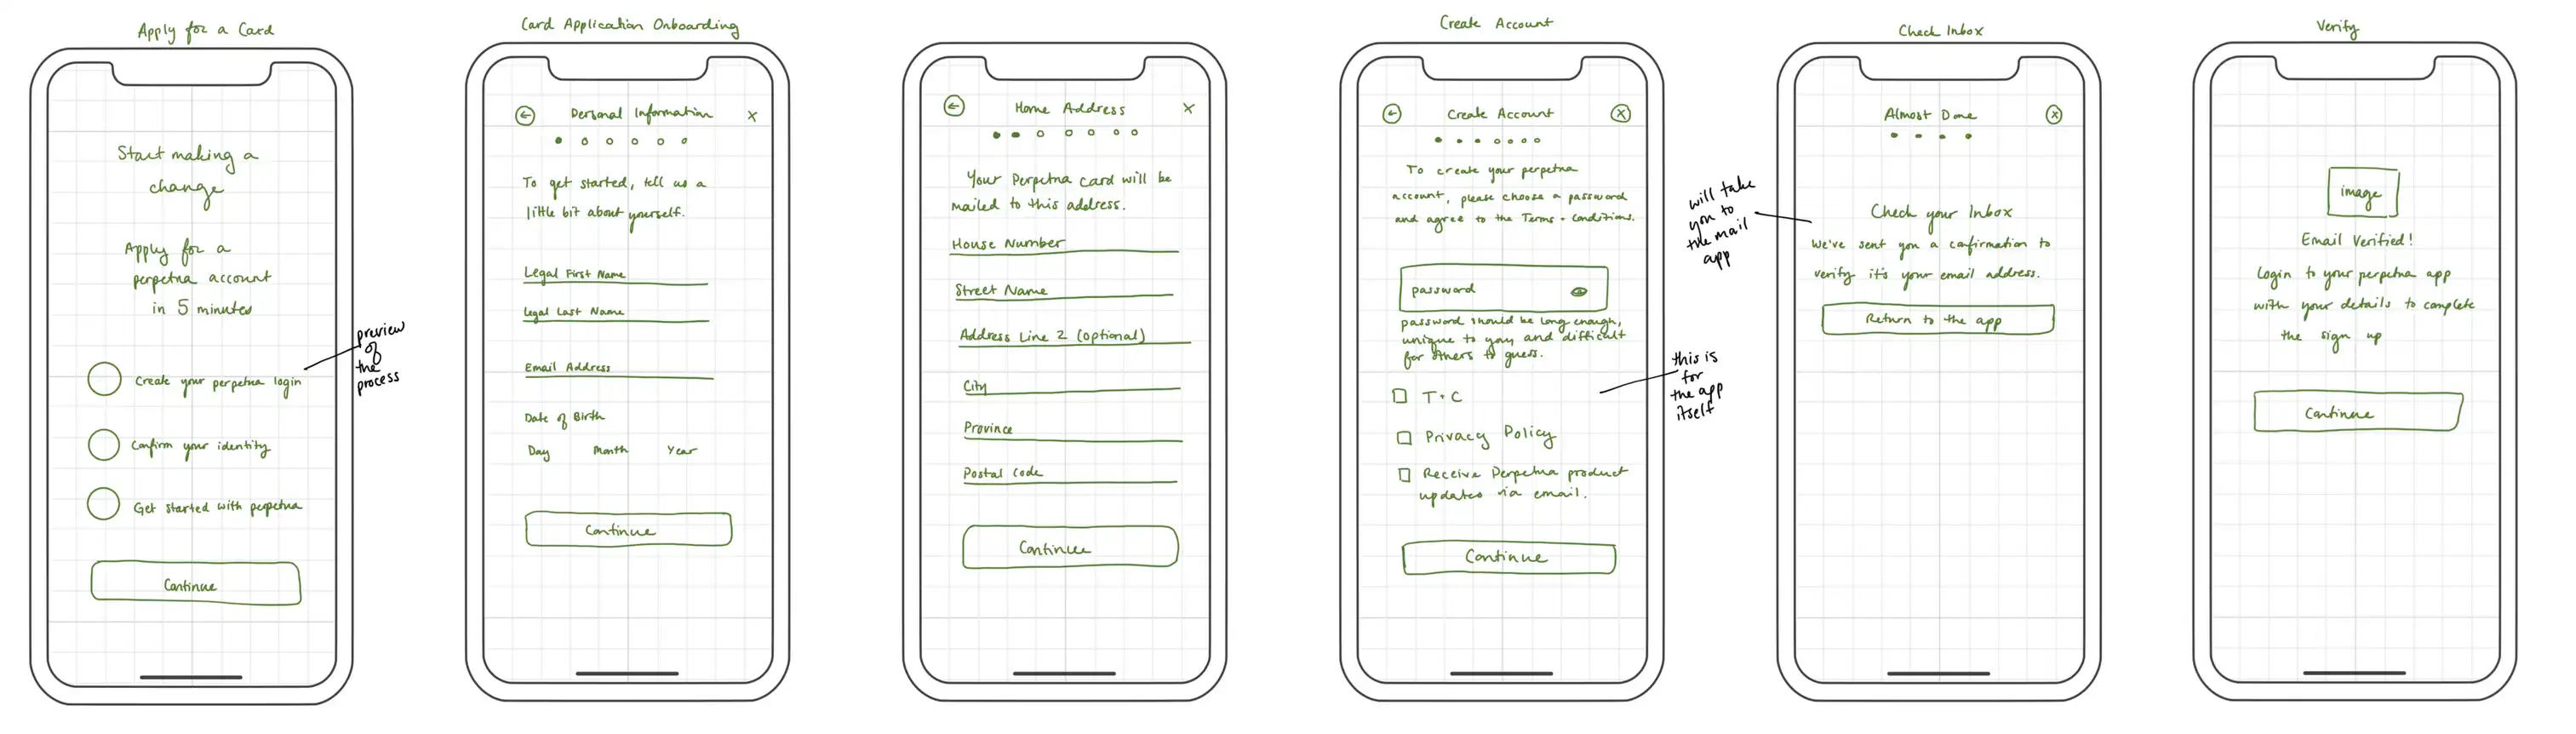 Apply for a Card
Start making a
change
Apply for a
perpetua account
in 5 minutes
Create your perpetua login
Confirm your identity
Get started with perpetua
Continue
preview
of
the
process
Card Application Onboarding
Personal Information
To get started, tell us a
little bit about yourself.
Legal First Name
Legal Last Name
Email Address
Date of Birth
Day Month Year
Continue
Home Address
Your Perpetua card will be
mailed to this address.
House Number
Street Name
Address Line 2 (optional)
City
Province
Postal Code
Continue
Create Account
Create Account
To create your perpetua
account, please choose a password
and agree to the Terms + Conditions.
password
password should be long enough,
unique to you and difficult
for others to guess.
T+C
Privacy Policy
Receive Perpetua product
updates via email.
Continue
this is
for
the app
itself
will take
you to
the mail
app
Check Inbox
Almost Done
Check your Inbox
We've sent you a confirmation to
verify it's your email address.
Return to the app
Verify
image
Email Verified!
Login to your perpetua app
with your details to complete
the sign up
Continue